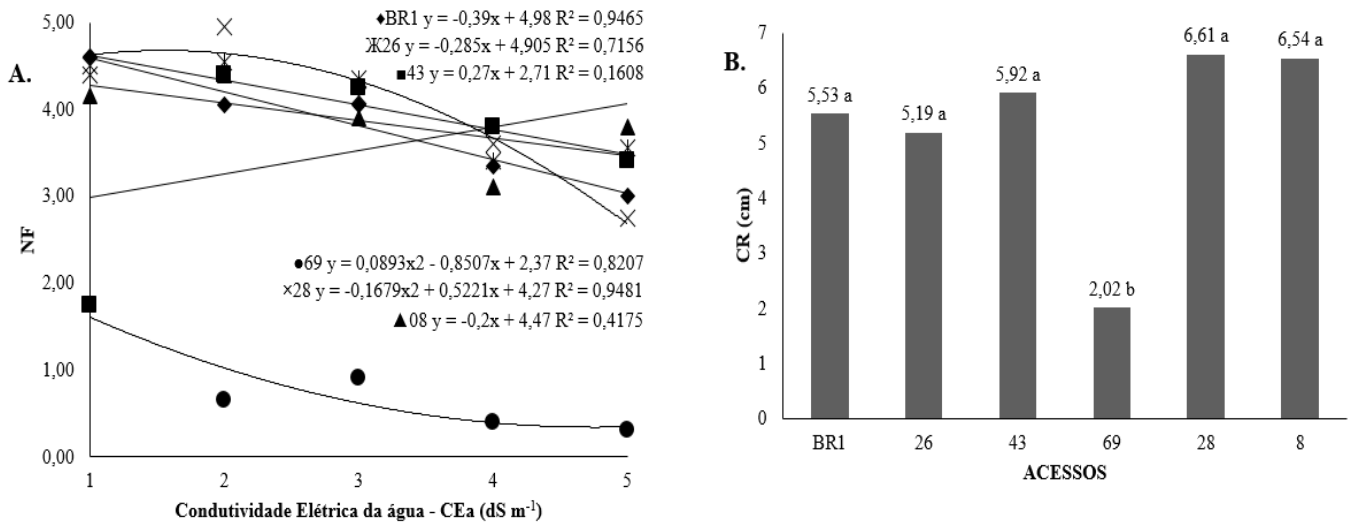 A.
NF
5,00
4,00
3,00
2,00
1,00
0,00
1 2 3 4 5
Condutividade Elétrica da água - CEa (dS m⁻¹)
♦BR1 y = -0,39x + 4,98 R² = 0,9465
Ж26 y = -0,285x + 4,905 R² = 0,7156
■43 y = 0,27x + 2,71 R² = 0,1608
●69 y = 0,0893x2 - 0,8507x + 2,37 R² = 0,8207
×28 y = -0,1679x2 + 0,5221x + 4,27 R² = 0,9481
▲08 y = -0,2x + 4,47 R² = 0,4175
B.
CR (cm)
7
6
5
4
3
2
1
0
5,53 a
5,19 a
5,92 a
2,02 b
6,61 a
6,54 a
BR1 26 43 69 28 8
ACESSOS